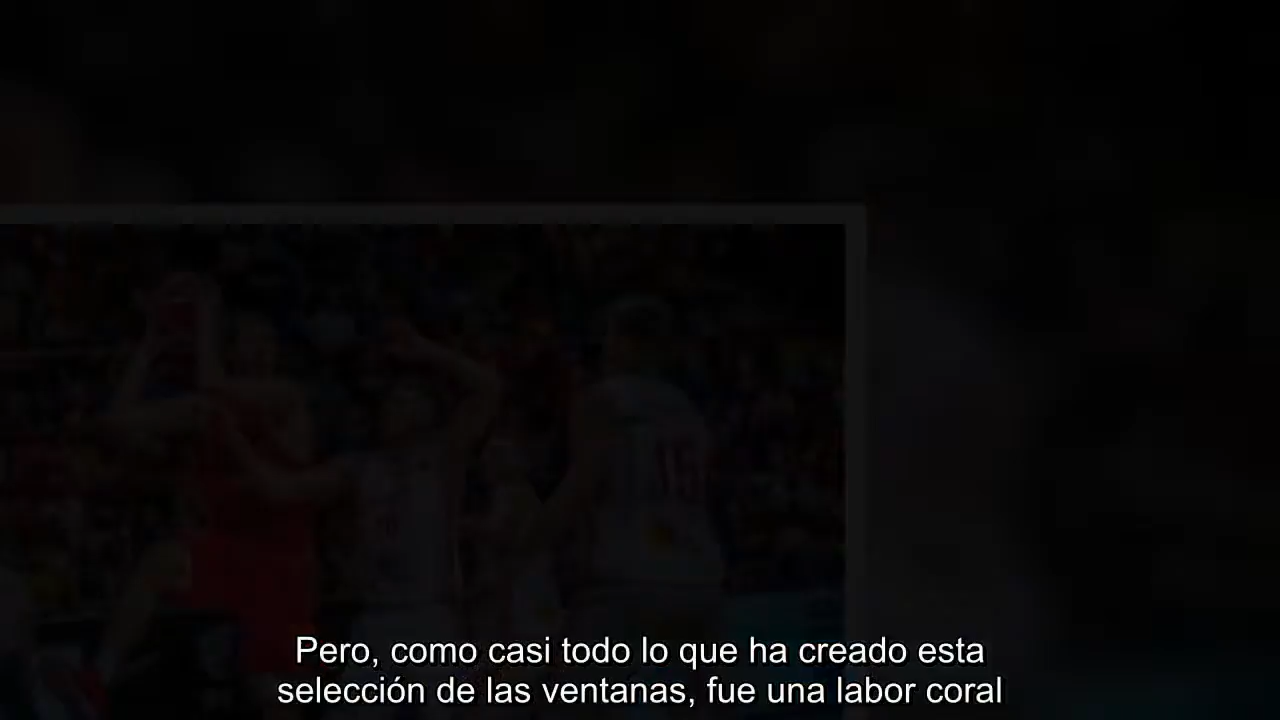 Pero, como casi todo lo que ha creado esta
selección de las ventanas, fue una labor coral